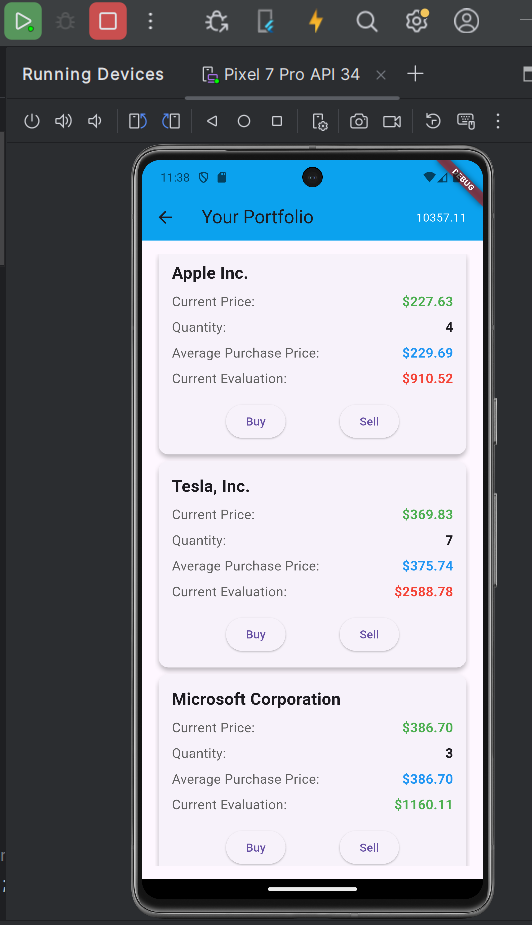 Running Devices
Pixel 7 Pro API 34
11:38
DEBUG
Your Portfolio
10357.11
Apple Inc.
Current Price: $227.63
Quantity: 4
Average Purchase Price: $229.69
Current Evaluation: $910.52
Buy Sell
Tesla, Inc.
Current Price: $369.83
Quantity: 7
Average Purchase Price: $375.74
Current Evaluation: $2588.78
Buy Sell
Microsoft Corporation
Current Price: $386.70
Quantity: 3
Average Purchase Price: $386.70
Current Evaluation: $1160.11
Buy Sell